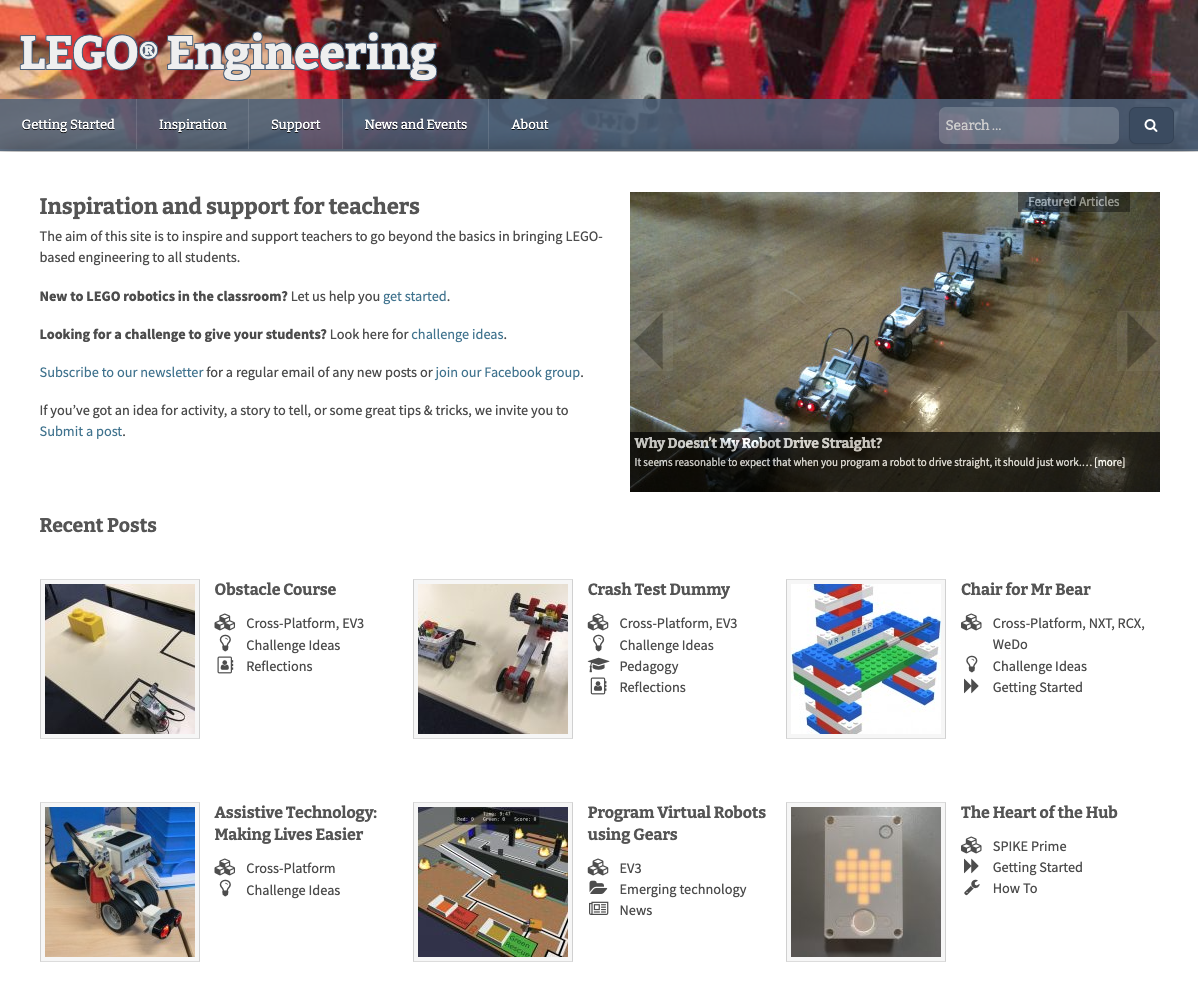 LEGO® Engineering
Getting Started
Inspiration
Support
News and Events
About
Search ...
Inspiration and support for teachers
The aim of this site is to inspire and support teachers to go beyond the basics in bringing LEGO-
based engineering to all students.
New to LEGO robotics in the classroom? Let us help you get started.
Looking for a challenge to give your students? Look here for challenge ideas.
Subscribe to our newsletter for a regular email of any new posts or join our Facebook group.
If you've got an idea for activity, a story to tell, or some great tips & tricks, we invite you to
Submit a post.
Featured Articles
Why Doesn't My Robot Drive Straight?
It seems reasonable to expect that when you program a robot to drive straight, it should just work.… [more]
Recent Posts
Obstacle Course
Cross-Platform, EV3
Challenge Ideas
Reflections
Crash Test Dummy
Cross-Platform, EV3
Challenge Ideas
Pedagogy
Reflections
MR. BEAR
Chair for Mr Bear
Cross-Platform, NXT, RCX,
WeDo
Challenge Ideas
Getting Started
Assistive Technology:
Making Lives Easier
Cross-Platform
Challenge Ideas
Green
Rescue
Program Virtual Robots
using Gears
EV3
Emerging technology
News
The Heart of the Hub
SPIKE Prime
Getting Started
How To